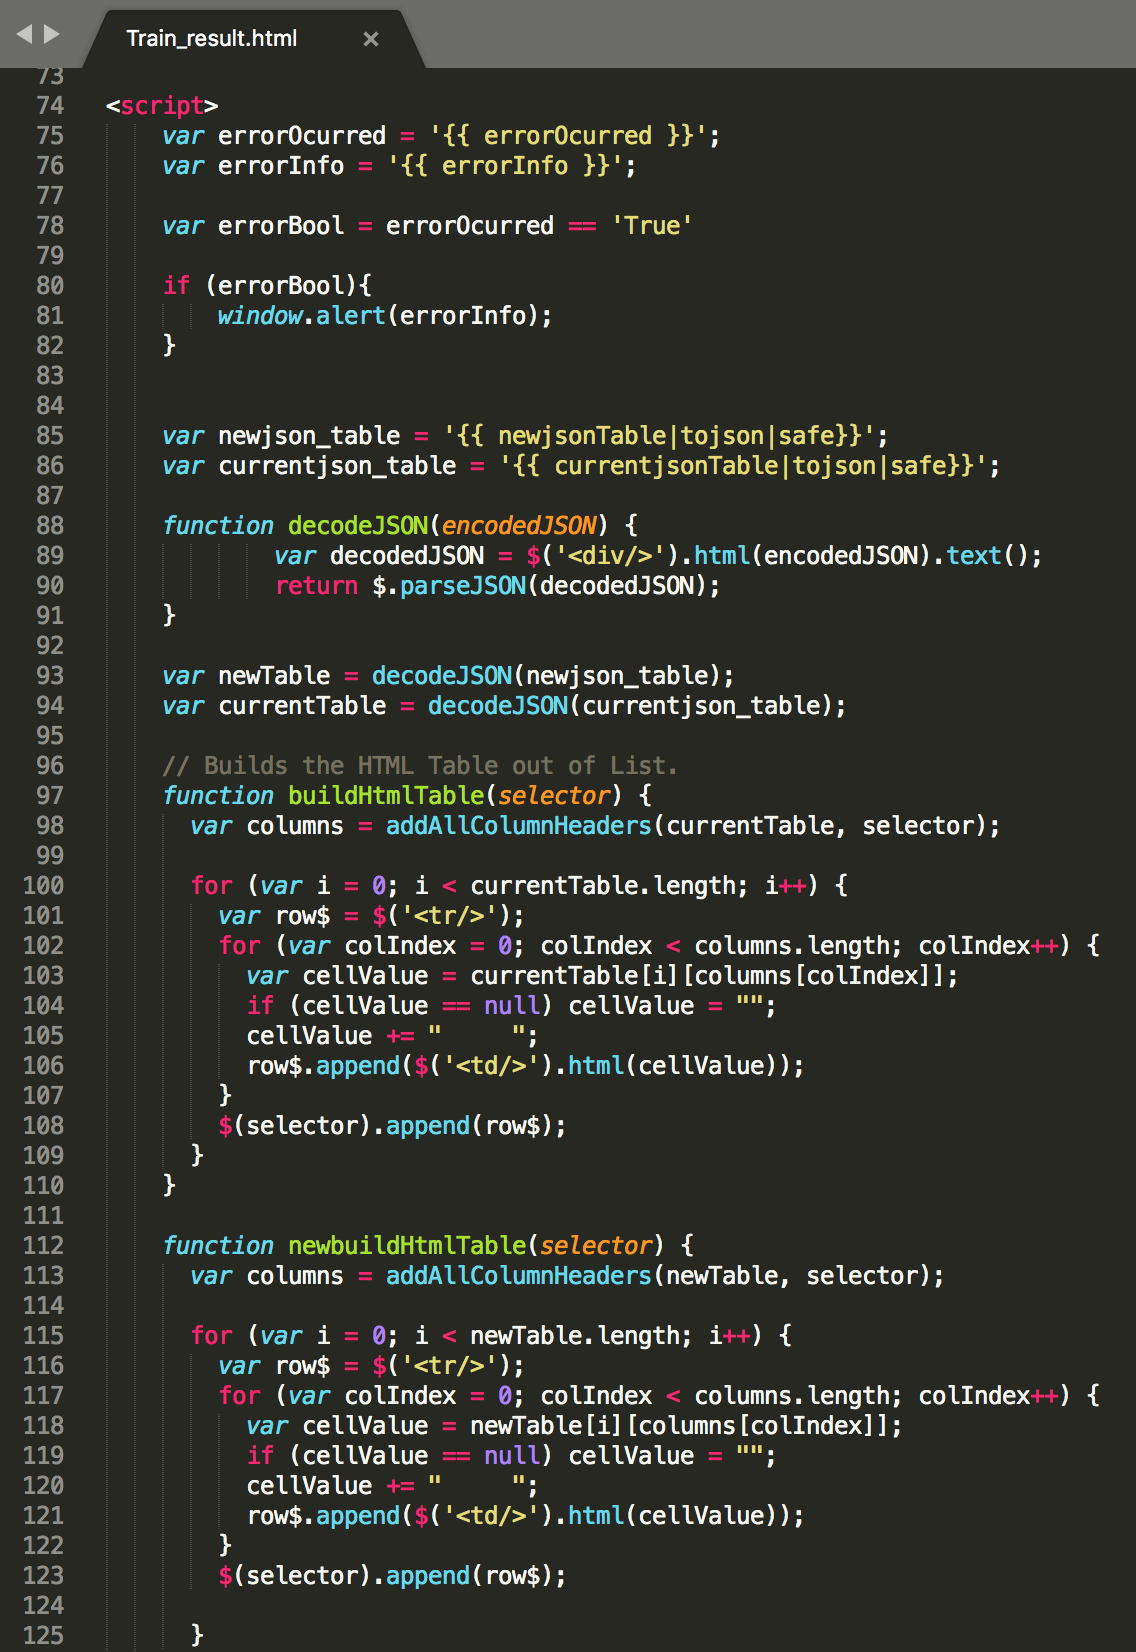 Train_result.html ×
73
74 <script>
75 var errorOcurred = '{{ errorOcurred }}';
76 var errorInfo = '{{ errorInfo }}';
77
78 var errorBool = errorOcurred == 'True'
79
80 if (errorBool){
81 window.alert(errorInfo);
82 }
83
84
85 var newjson_table = '{{ newjsonTable|tojson|safe}}';
86 var currentjson_table = '{{ currentjsonTable|tojson|safe}}';
87
88 function decodeJSON(encodedJSON) {
89 var decodedJSON = $('<div/>').html(encodedJSON).text();
90 return $.parseJSON(decodedJSON);
91 }
92
93 var newTable = decodeJSON(newjson_table);
94 var currentTable = decodeJSON(currentjson_table);
95
96 // Builds the HTML Table out of List.
97 function buildHtmlTable(selector) {
98 var columns = addAllColumnHeaders(currentTable, selector);
99
100 for (var i = 0; i < currentTable.length; i++) {
101 var row$ = $('<tr/>');
102 for (var colIndex = 0; colIndex < columns.length; colIndex++) {
103 var cellValue = currentTable[i][columns[colIndex]];
104 if (cellValue == null) cellValue = "";
105 cellValue += "     ";
106 row$.append($('<td/>').html(cellValue));
107 }
108 $(selector).append(row$);
109 }
110 }
111
112 function newbuildHtmlTable(selector) {
113 var columns = addAllColumnHeaders(newTable, selector);
114
115 for (var i = 0; i < newTable.length; i++) {
116 var row$ = $('<tr/>');
117 for (var colIndex = 0; colIndex < columns.length; colIndex++) {
118 var cellValue = newTable[i][columns[colIndex]];
119 if (cellValue == null) cellValue = "";
120 cellValue += "     ";
121 row$.append($('<td/>').html(cellValue));
122 }
123 $(selector).append(row$);
124
125 }